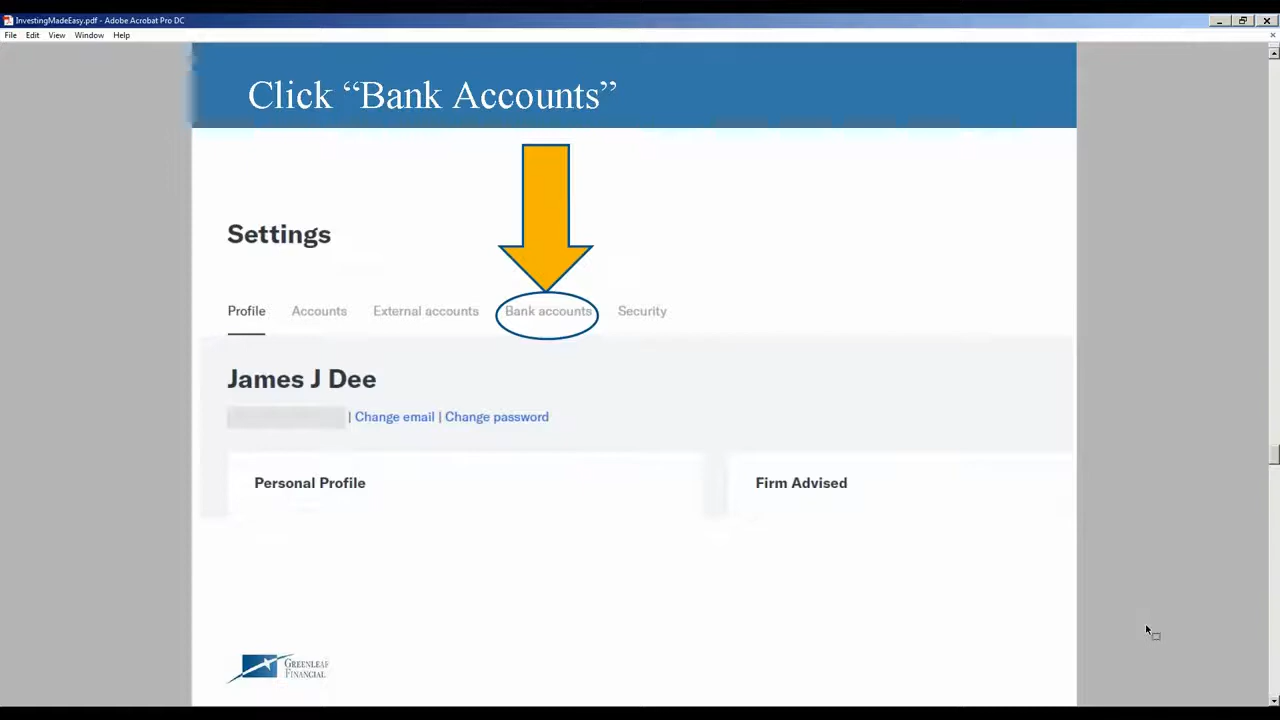 InvestingMadeEasy.pdf - Adobe Acrobat Pro DC
File Edit View Window Help
Click “Bank Accounts”
Settings
Profile Accounts External accounts Bank accounts Security
James J Dee
| Change email | Change password
Personal Profile Firm Advised
GREENLEAF
FINANCIAL